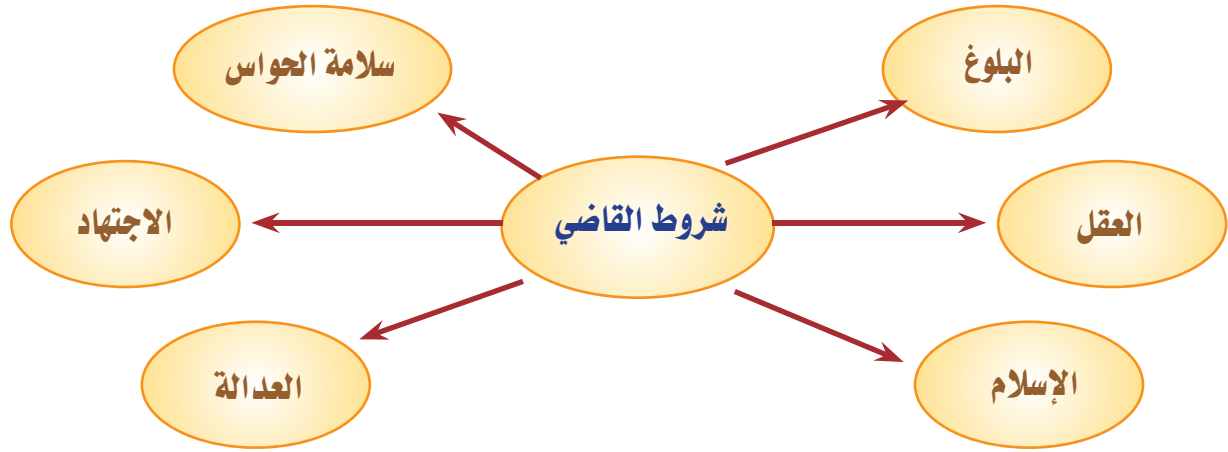 البلوغ
سلامة الحواس
شروط القاضي
العقل
الاجتهاد
الإسلام
العدالة